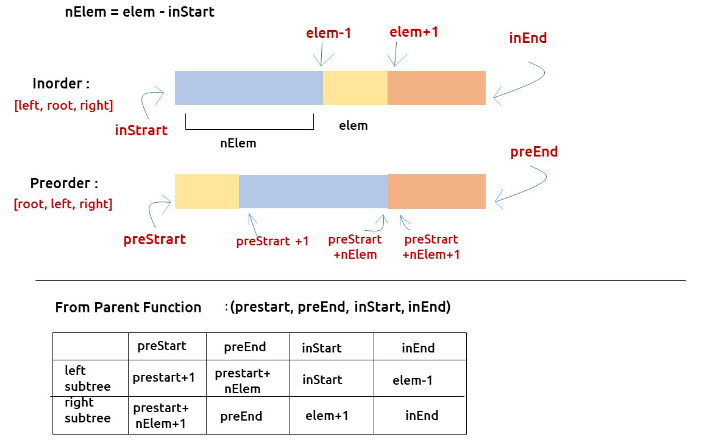 nElem = elem - inStart
elem-1
elem+1
inEnd
Inorder :
[left, root, right]
inStrart
nElem
elem
preEnd
Preorder :
[root, left, right]
preStrart
preStrart +1
preStrart
+nElem
preStrart
+nElem+1
From Parent Function : (prestart, preEnd, inStart, inEnd)
preStart preEnd inStart inEnd
left
subtree
prestart+1
prestart+
nElem
inStart
elem-1
right
subtree
prestart+
nElem+1
preEnd
elem+1
inEnd